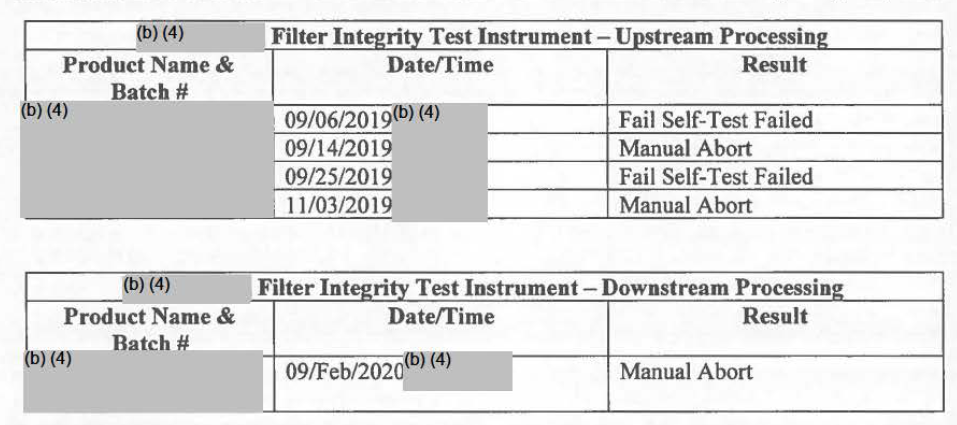 (b) (4) Filter Integrity Test Instrument – Upstream Processing
Product Name & Batch # Date/Time Result
(b) (4) 09/06/2019 (b) (4) Fail Self-Test Failed
09/14/2019 Manual Abort
09/25/2019 Fail Self-Test Failed
11/03/2019 Manual Abort
(b) (4) Filter Integrity Test Instrument – Downstream Processing
Product Name & Batch # Date/Time Result
(b) (4) 09/Feb/2020 (b) (4) Manual Abort